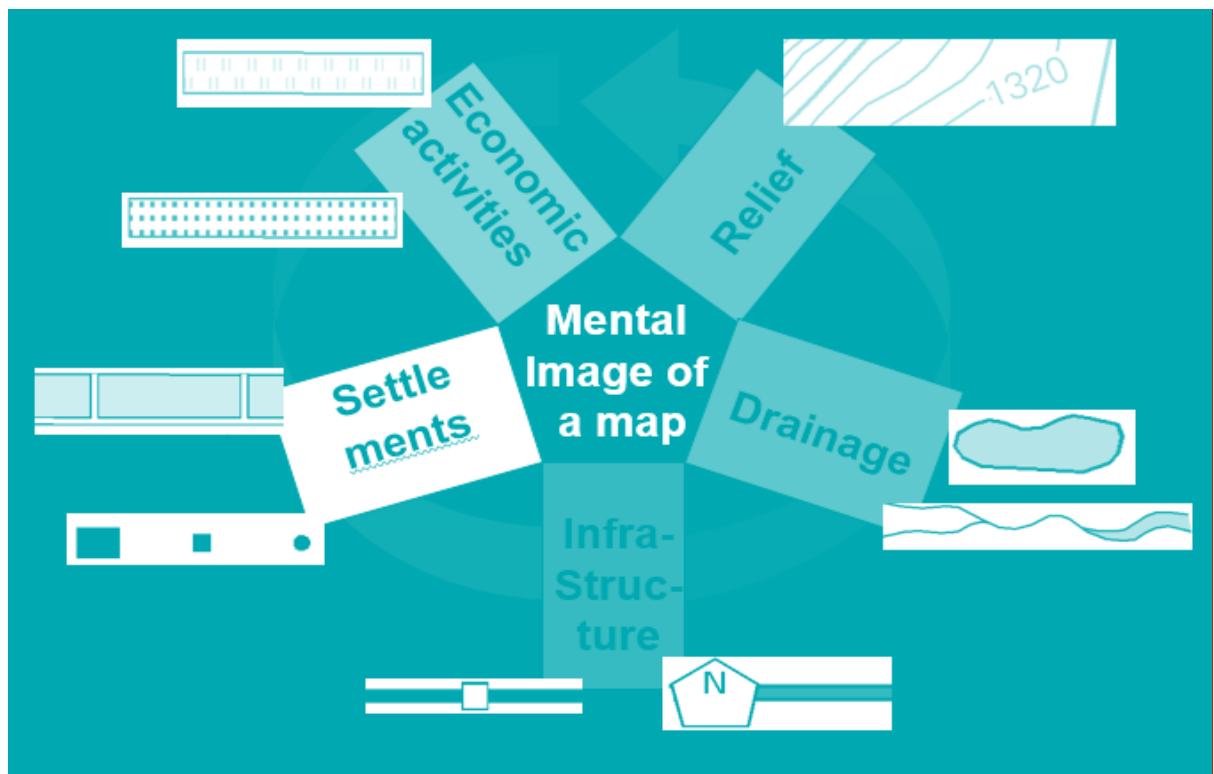 Economic
activities
Relief
1320
Mental
Image of
a map
Settle
ments
Drainage
Infra-
Struc-
ture
N